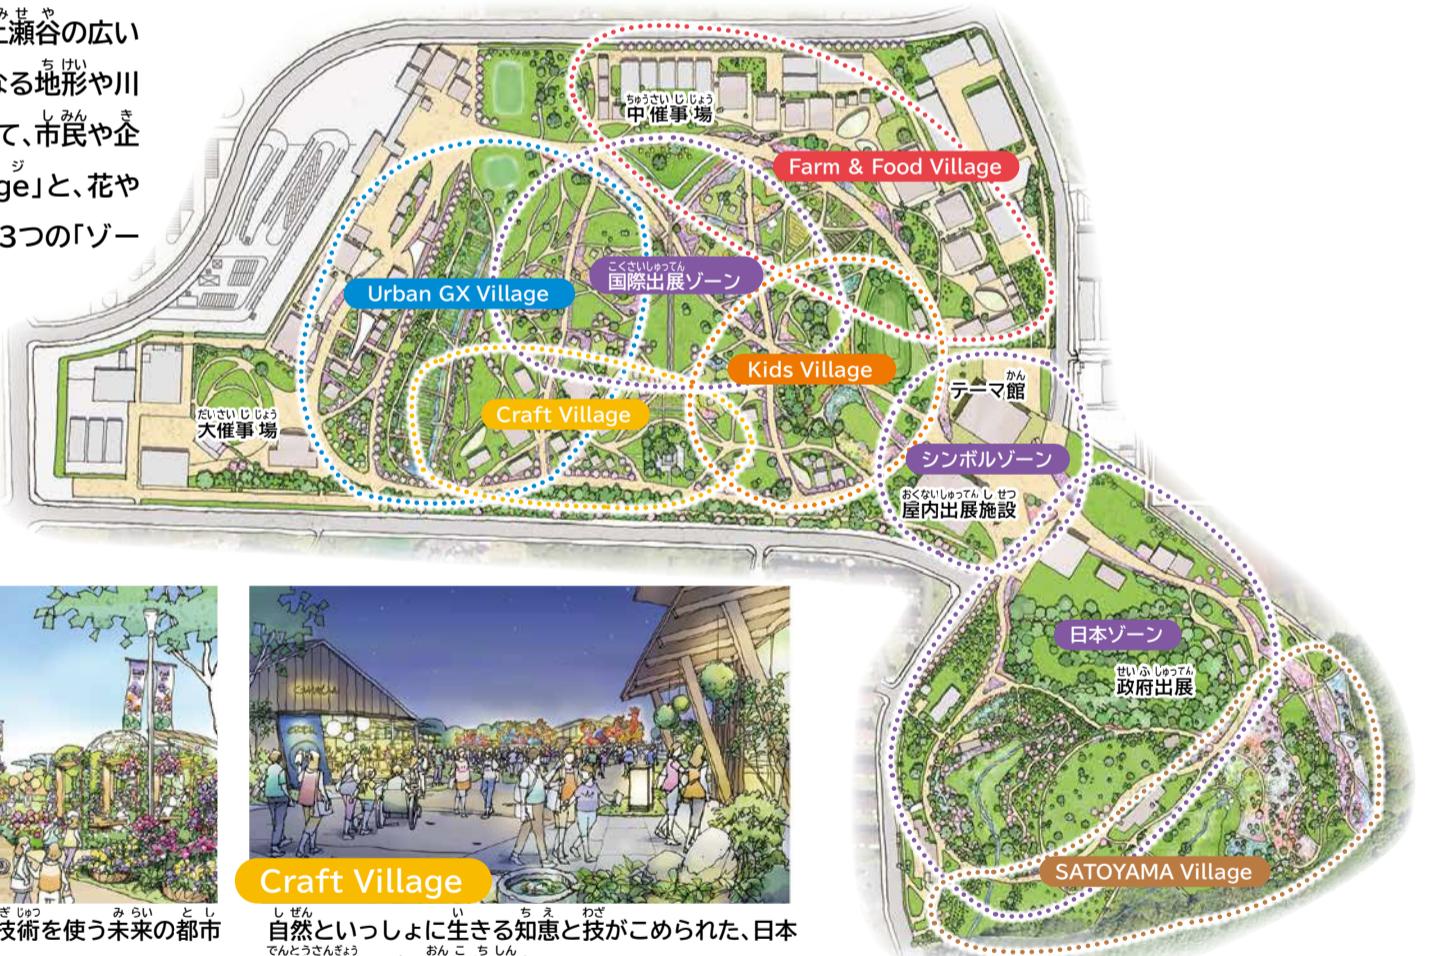 上瀬谷の広い
なる地形や川
て、市民や企
ge」と、花や
3つの「ゾー
中催事場
Farm & Food Village
国際出展ゾーン
Urban GX Village
Kids Village
テーマ館
Craft Village
大催事場
シンボルゾーン
屋内出展施設
日本ゾーン
政府出展
SATOYAMA Village
Craft Village
技術を使う未来の都市
自然といっしょに生きる知恵と技がこめられた、日本